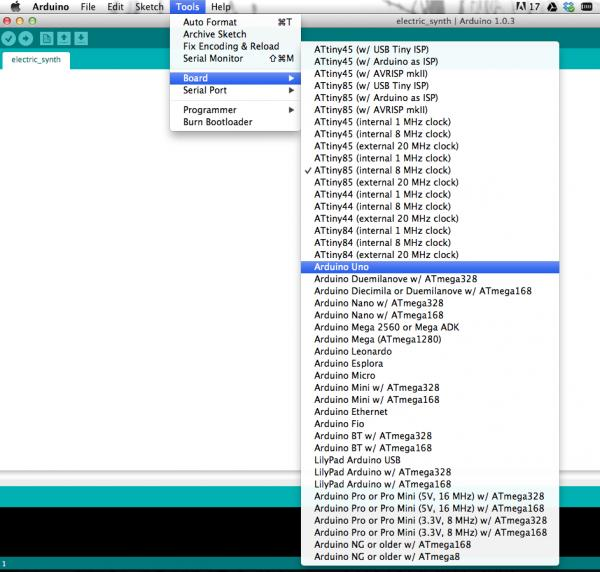 Arduino File Edit Sketch Tools Help 17
electric_synth | Arduino 1.0.3
electric_synth
Auto Format ⌘T
Archive Sketch
Fix Encoding & Reload
Serial Monitor ⇧⌘M
Board
Serial Port
Programmer
Burn Bootloader
ATtiny45 (w/ USB Tiny ISP)
ATtiny45 (w/ Arduino as ISP)
ATtiny45 (w/ AVRISP mkII)
ATtiny85 (w/ USB Tiny ISP)
ATtiny85 (w/ Arduino as ISP)
ATtiny85 (w/ AVRISP mkII)
ATtiny45 (internal 1 MHz clock)
ATtiny45 (internal 8 MHz clock)
ATtiny45 (external 20 MHz clock)
ATtiny85 (internal 1 MHz clock)
✓ ATtiny85 (internal 8 MHz clock)
ATtiny85 (external 20 MHz clock)
ATtiny44 (internal 1 MHz clock)
ATtiny44 (internal 8 MHz clock)
ATtiny44 (external 20 MHz clock)
ATtiny84 (internal 1 MHz clock)
ATtiny84 (internal 8 MHz clock)
ATtiny84 (external 20 MHz clock)
Arduino Uno
Arduino Duemilanove w/ ATmega328
Arduino Diecimila or Duemilanove w/ ATmega168
Arduino Nano w/ ATmega328
Arduino Nano w/ ATmega168
Arduino Mega 2560 or Mega ADK
Arduino Mega (ATmega1280)
Arduino Leonardo
Arduino Esplora
Arduino Micro
Arduino Mini w/ ATmega328
Arduino Mini w/ ATmega168
Arduino Ethernet
Arduino Fio
Arduino BT w/ ATmega328
Arduino BT w/ ATmega168
LilyPad Arduino USB
LilyPad Arduino w/ ATmega328
LilyPad Arduino w/ ATmega168
Arduino Pro or Pro Mini (5V, 16 MHz) w/ ATmega328
Arduino Pro or Pro Mini (5V, 16 MHz) w/ ATmega168
Arduino Pro or Pro Mini (3.3V, 8 MHz) w/ ATmega328
Arduino Pro or Pro Mini (3.3V, 8 MHz) w/ ATmega168
Arduino NG or older w/ ATmega168
Arduino NG or older w/ ATmega8
1